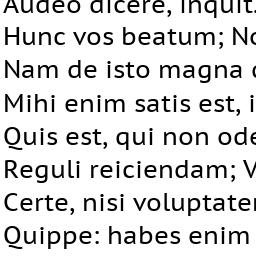 Audeo dicere, inquit.
Hunc vos beatum; No
Nam de isto magna
Mihi enim satis est, i
Quis est, qui non ode
Reguli reiciendam; V
Certe, nisi voluptate
Quippe: habes enim